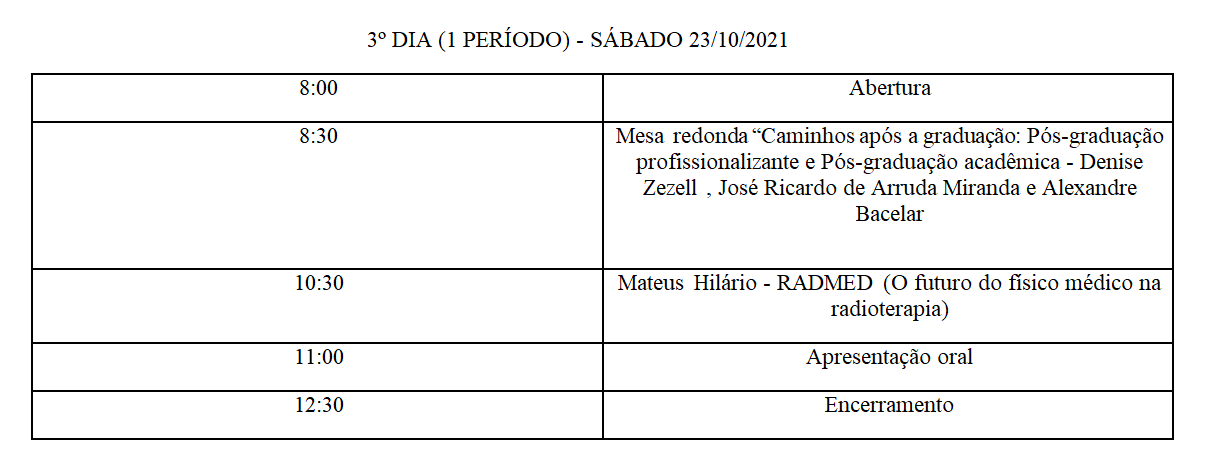 3º DIA (1 PERÍODO) - SÁBADO 23/10/2021
8:00
Abertura
8:30
Mesa redonda “Caminhos após a graduação: Pós-graduação
profissionalizante e Pós-graduação acadêmica - Denise
Zezell , José Ricardo de Arruda Miranda e Alexandre
Bacelar
10:30
Mateus Hilário - RADMED (O futuro do físico médico na
radioterapia)
11:00
Apresentação oral
12:30
Encerramento